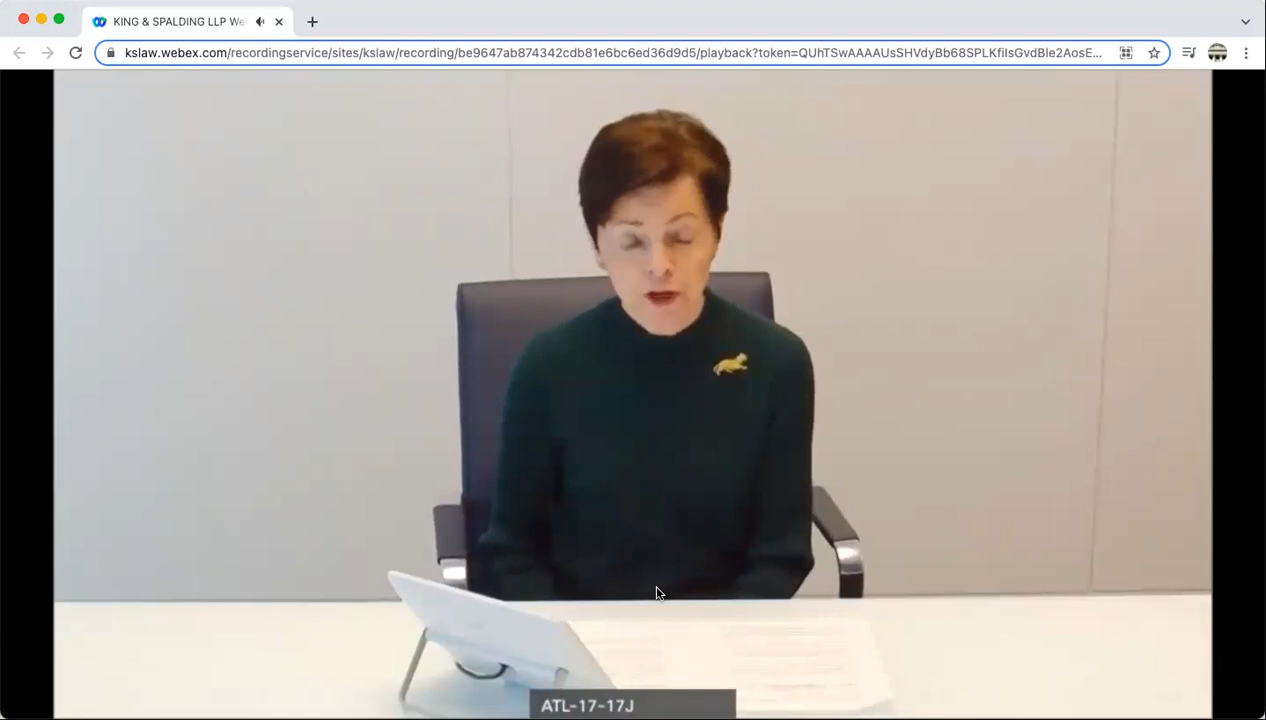 KING & SPALDING LLP We
kslaw.webex.com/recordingservice/sites/kslaw/recording/be9647ab874342cdb81e6bc6ed36d9d5/playback?token=QUhTSwAAAAUsSHVdyBb68SPLKfiIsGvdBle2AosE...
ATL-17-17J